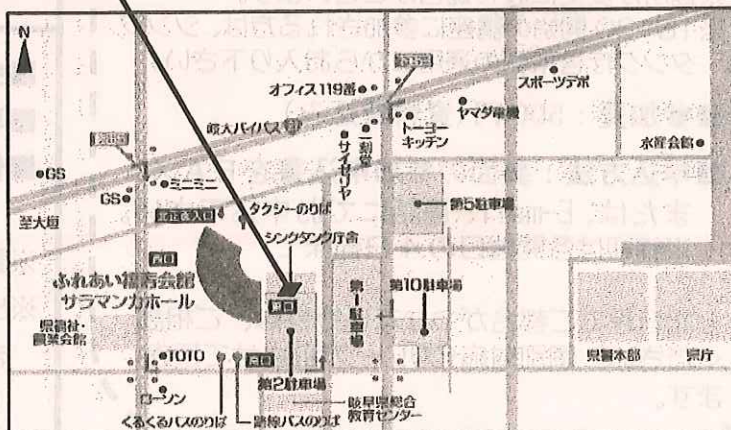 N
オフィス119番
スポーツデポ
ヤマダ電機
トーヨー
キッチン
二刻堂
サイゼリヤ
岐大バイパス
21
水産会館
GS
GS
ミニミニ
至大垣
北正面入口
タクシーのりば
第5駐車場
シンクタンク庁舎
西口
ふれあい福寿会館
サラマンカホール
東口
第1駐車場
第10駐車場
県福祉・
農業会館
TOTO
南口
第2駐車場
県警本部
県庁
ローソン
くるくるバスのりば
路線バスのりば
岐阜県総合
教育センター